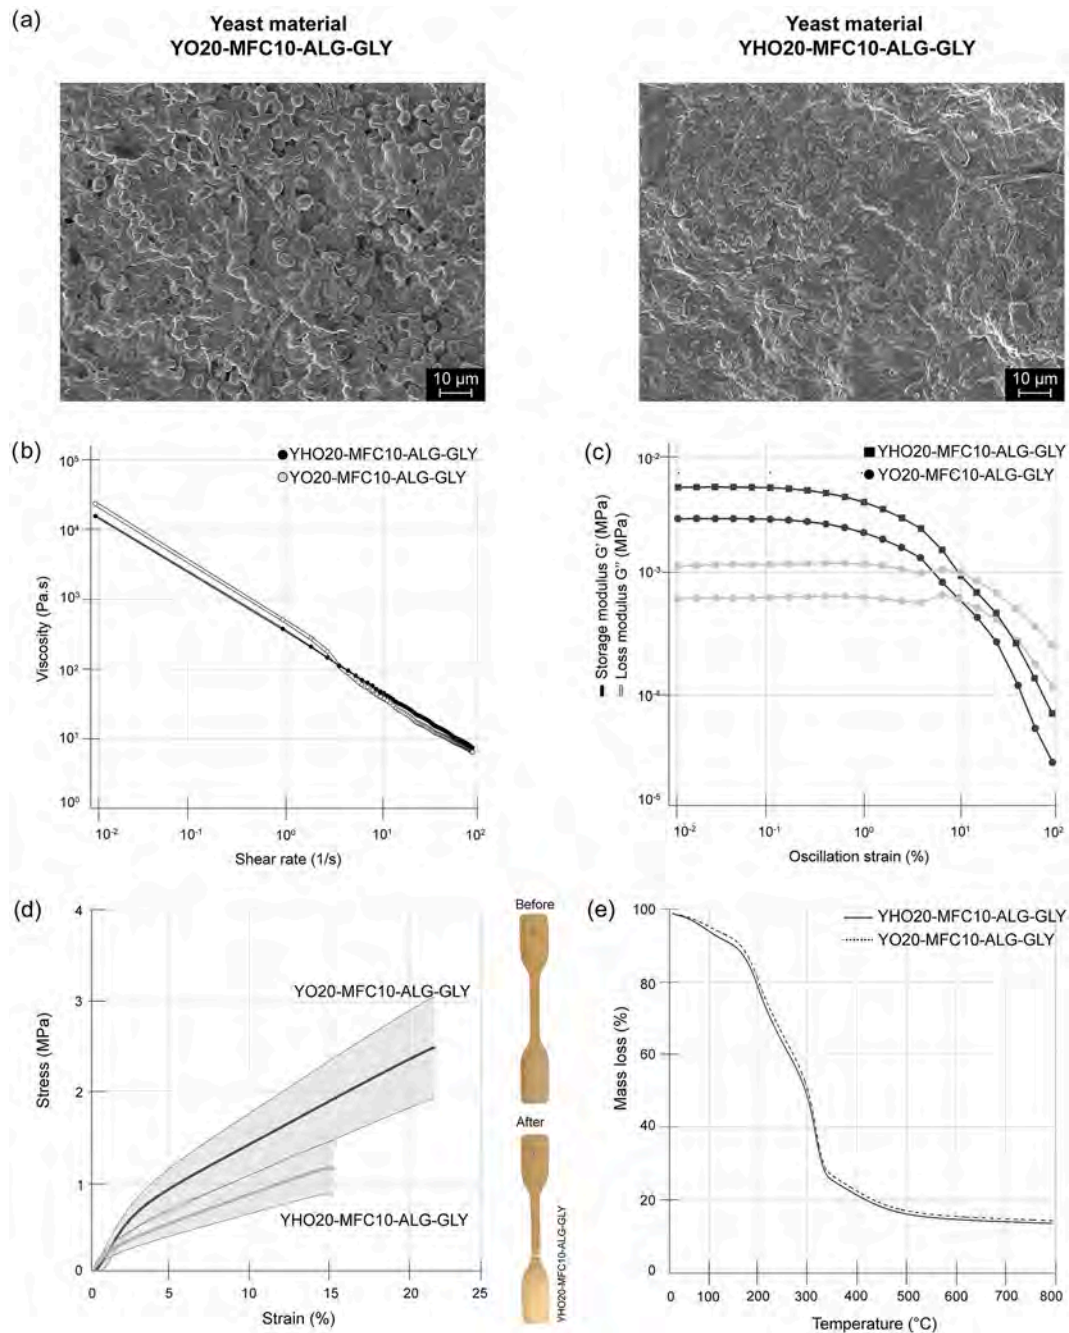 (a)
Yeast material
YO20-MFC10-ALG-GLY
Yeast material
YHO20-MFC10-ALG-GLY
10 µm
10 µm
(b)
YHO20-MFC10-ALG-GLY
YO20-MFC10-ALG-GLY
Viscosity (Pa.s)
10⁵
10⁴
10³
10²
10¹
10⁰
10⁻² 10⁻¹ 10⁰ 10¹ 10²
Shear rate (1/s)
(c)
YHO20-MFC10-ALG-GLY
YO20-MFC10-ALG-GLY
Storage modulus G' (MPa)
Loss modulus G'' (MPa)
10⁻²
10⁻³
10⁻⁴
10⁻⁵
10⁻² 10⁻¹ 10⁰ 10¹ 10²
Oscillation strain (%)
(d)
Stress (MPa)
4
3
2
1
0
YO20-MFC10-ALG-GLY
YHO20-MFC10-ALG-GLY
0 5 10 15 20 25
Strain (%)
Before
After
YHO20-MFC10-ALG-GLY
(e)
YHO20-MFC10-ALG-GLY
YO20-MFC10-ALG-GLY
Mass loss (%)
100
80
60
40
20
0
0 100 200 300 400 500 600 700 800
Temperature (°C)